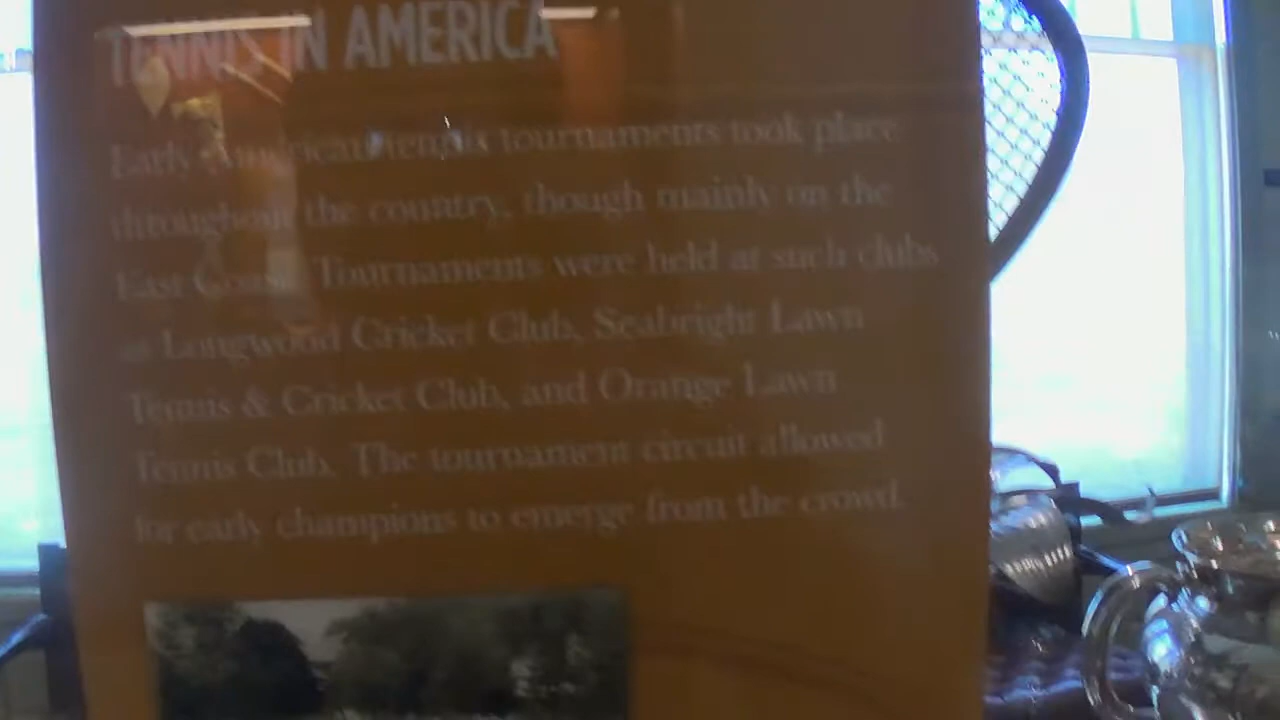 TENNIS IN AMERICA
Early American tennis tournaments took place
throughout the country, though mainly on the
East Coast. Tournaments were held at such clubs
at Longwood Cricket Club, Seabright Lawn
Tennis & Cricket Club, and Orange Lawn
Tennis Club. The tournament circuit allowed
for early champions to emerge from the crowd.